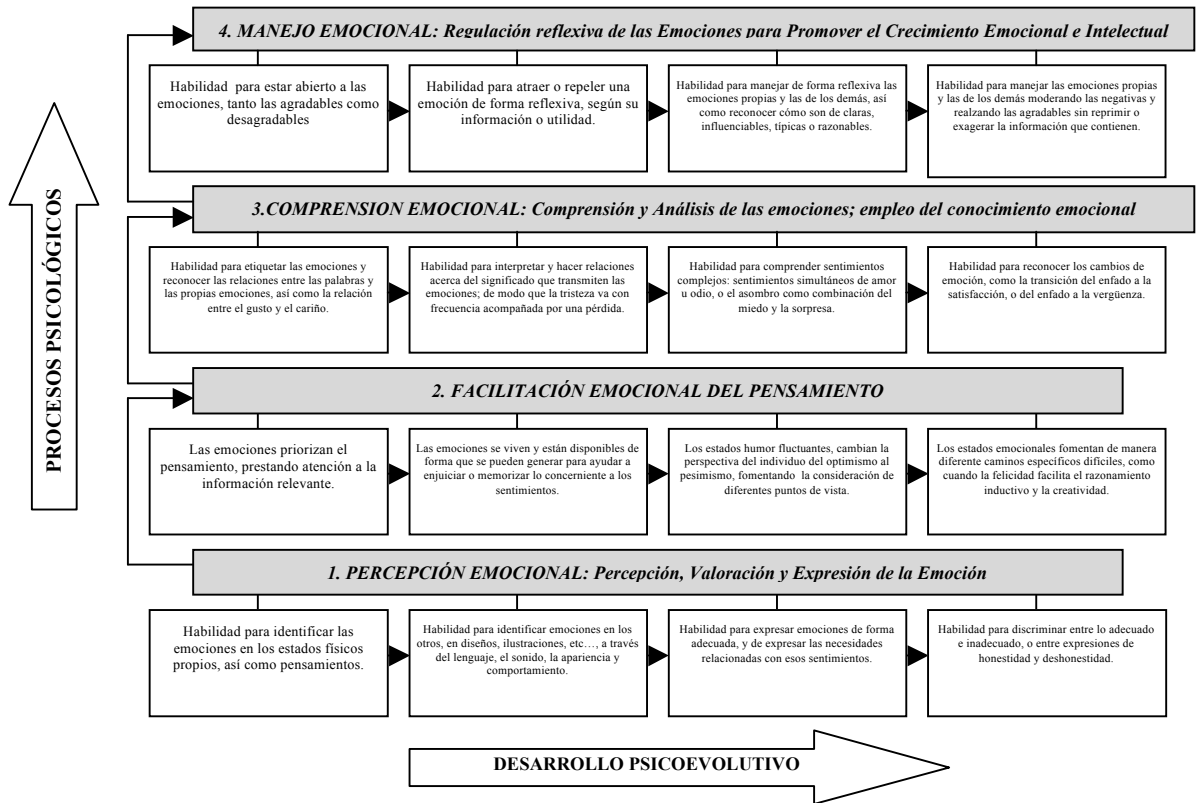 4. MANEJO EMOCIONAL: Regulación reflexiva de las Emociones para Promover el Crecimiento Emocional e Intelectual
Habilidad para estar abierto a las
emociones, tanto las agradables como
desagradables
Habilidad para atraer o repeler una
emoción de forma reflexiva, según su
información o utilidad.
Habilidad para manejar de forma reflexiva las
emociones propias y las de los demás, así
como reconocer cómo son de claras,
influenciables, típicas o razonables.
Habilidad para manejar las emociones propias
y las de los demás moderando las negativas y
realzando las agradables sin reprimir o
exagerar la información que contienen.
3.COMPRENSION EMOCIONAL: Comprensión y Análisis de las emociones; empleo del conocimiento emocional
Habilidad para etiquetar las emociones y
reconocer las relaciones entre las palabras y
las propias emociones, así como la relación
entre el gusto y el cariño.
Habilidad para interpretar y hacer relaciones
acerca del significado que transmiten las
emociones; de modo que la tristeza va con
frecuencia acompañada por una pérdida.
Habilidad para comprender sentimientos
complejos: sentimientos simultáneos de amor
u odio, o el asombro como combinación del
miedo y la sorpresa.
Habilidad para reconocer los cambios de
emoción, como la transición del enfado a la
satisfacción, o del enfado a la vergüenza.
2. FACILITACIÓN EMOCIONAL DEL PENSAMIENTO
Las emociones priorizan el
pensamiento, prestando atención a la
información relevante.
Las emociones se viven y están disponibles de
forma que se pueden generar para ayudar a
enjuiciar o memorizar lo concerniente a los
sentimientos.
Los estados humor fluctuantes, cambian la
perspectiva del individuo del optimismo al
pesimismo, fomentando la consideración de
diferentes puntos de vista.
Los estados emocionales fomentan de manera
diferente caminos específicos difíciles, como
cuando la felicidad facilita el razonamiento
inductivo y la creatividad.
1. PERCEPCIÓN EMOCIONAL: Percepción, Valoración y Expresión de la Emoción
Habilidad para identificar las
emociones en los estados físicos
propios, así como pensamientos.
Habilidad para identificar emociones en los
otros, en diseños, ilustraciones, etc…, a través
del lenguaje, el sonido, la apariencia y
comportamiento.
Habilidad para expresar emociones de forma
adecuada, y de expresar las necesidades
relacionadas con esos sentimientos.
Habilidad para discriminar entre lo adecuado
e inadecuado, o entre expresiones de
honestidad y deshonestidad.
PROCESOS PSICOLÓGICOS
DESARROLLO PSICOEVOLUTIVO